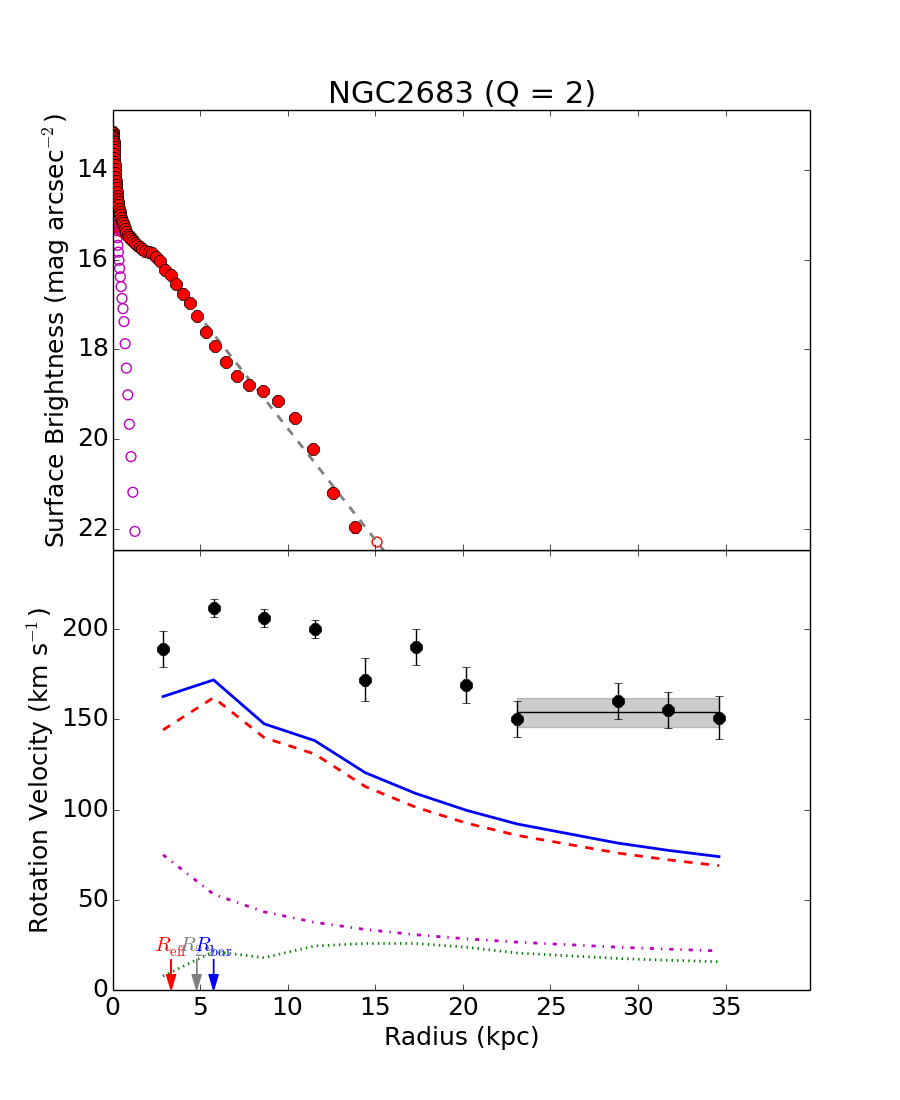 NGC2683 (Q = 2)
Surface Brightness (mag arcsec⁻²)
14
16
18
20
22
Rotation Velocity (km s⁻¹)
200
150
100
50
0
R_eff R R_bar
0 5 10 15 20 25 30 35
Radius (kpc)